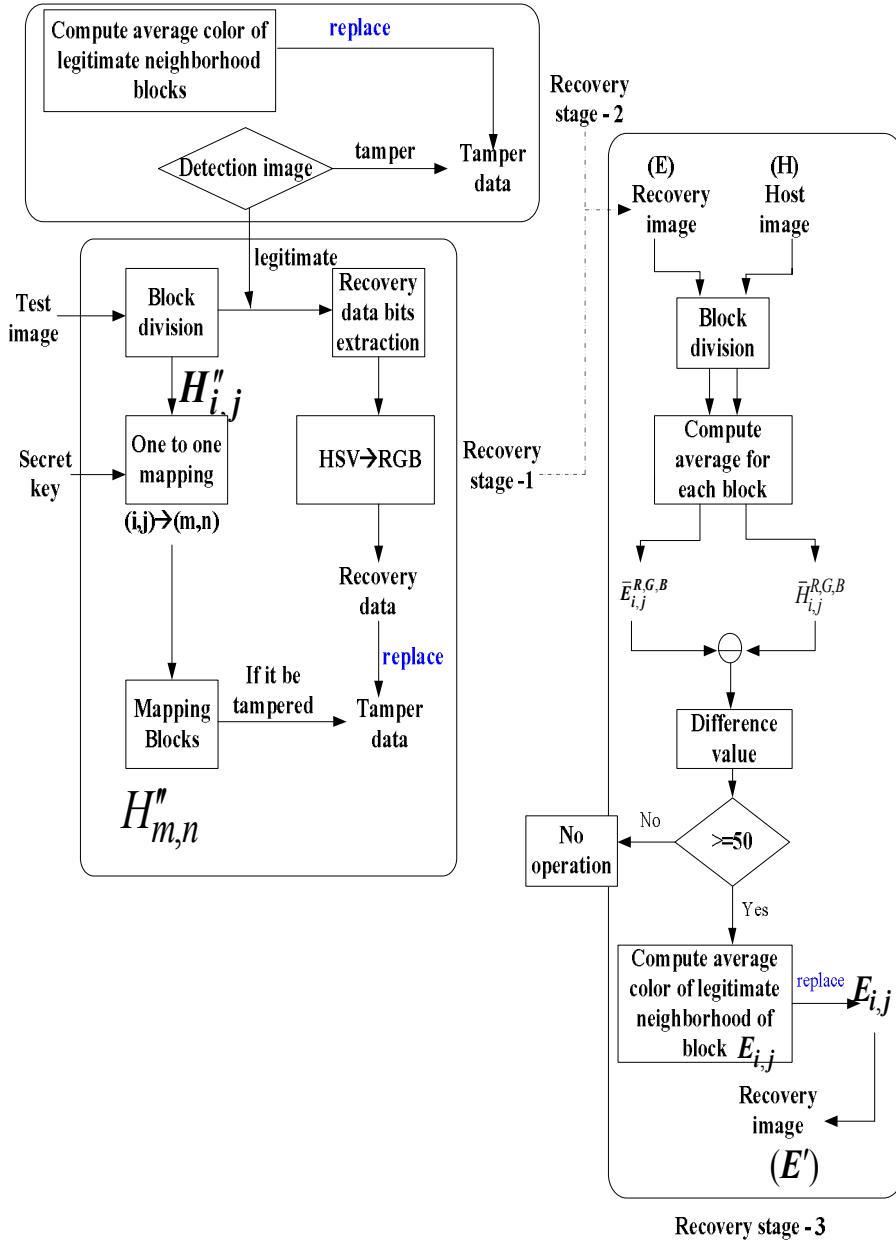 Compute average color of
legitimate neighborhood
blocks
replace
Detection image
tamper
Tamper
data
legitimate
Recovery
stage - 2
Test
image
Block
division
Recovery
data bits
extraction
H''i,j
Secret
key
One to one
mapping
HSV→RGB
Recovery
stage -1
(i,j)→(m,n)
Recovery
data
replace
Mapping
Blocks
If it be
tampered
Tamper
data
H''m,n
(E)
Recovery
image
(H)
Host
image
Block
division
Compute
average for
each block
ĒR,G,Bi,j
H̄R,G,Bi,j
Difference
value
>=50
No
No
operation
Yes
Compute average
color of legitimate
neighborhood of
block Ei,j
replace
Ei,j
Recovery
image
(E')
Recovery stage - 3